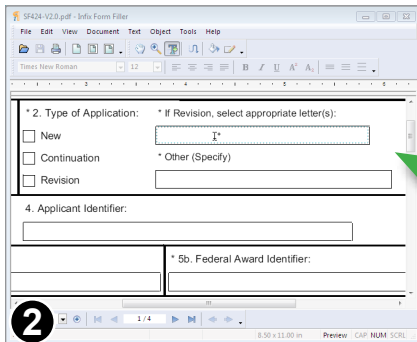 SF424-V2.0.pdf - Infix Form Filler
File Edit View Document Text Object Tools Help
Times New Roman 12 B I U A² A₂
* 2. Type of Application: * If Revision, select appropriate letter(s):
New *
Continuation * Other (Specify)
Revision
4. Applicant Identifier:
* 5b. Federal Award Identifier:
2 1 / 4
8.50 x 11.00 in Preview CAP NUM SCRL